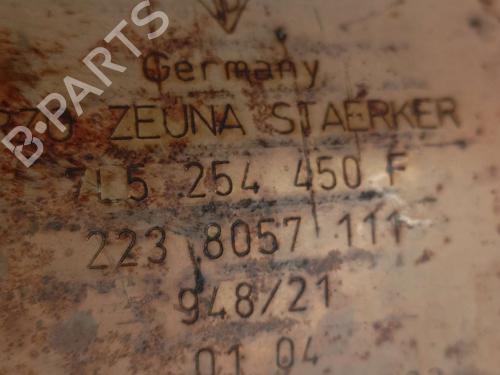 Germany
ZEUNA STAERKER
7L5 254 450 F
223 8057 111
948/21
01 04
B-PARTS